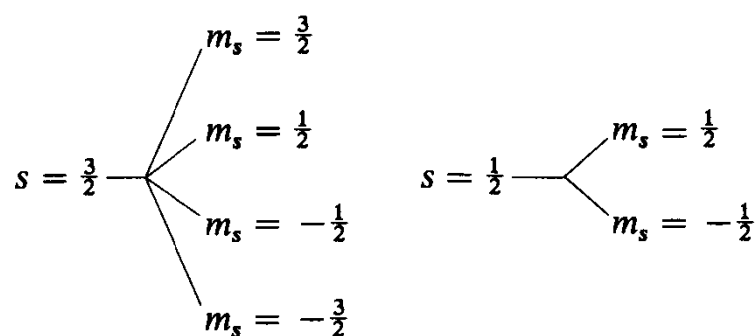 m_s = 3/2
m_s = 1/2
s = 3/2
m_s = -1/2
m_s = -3/2
m_s = 1/2
s = 1/2
m_s = -1/2